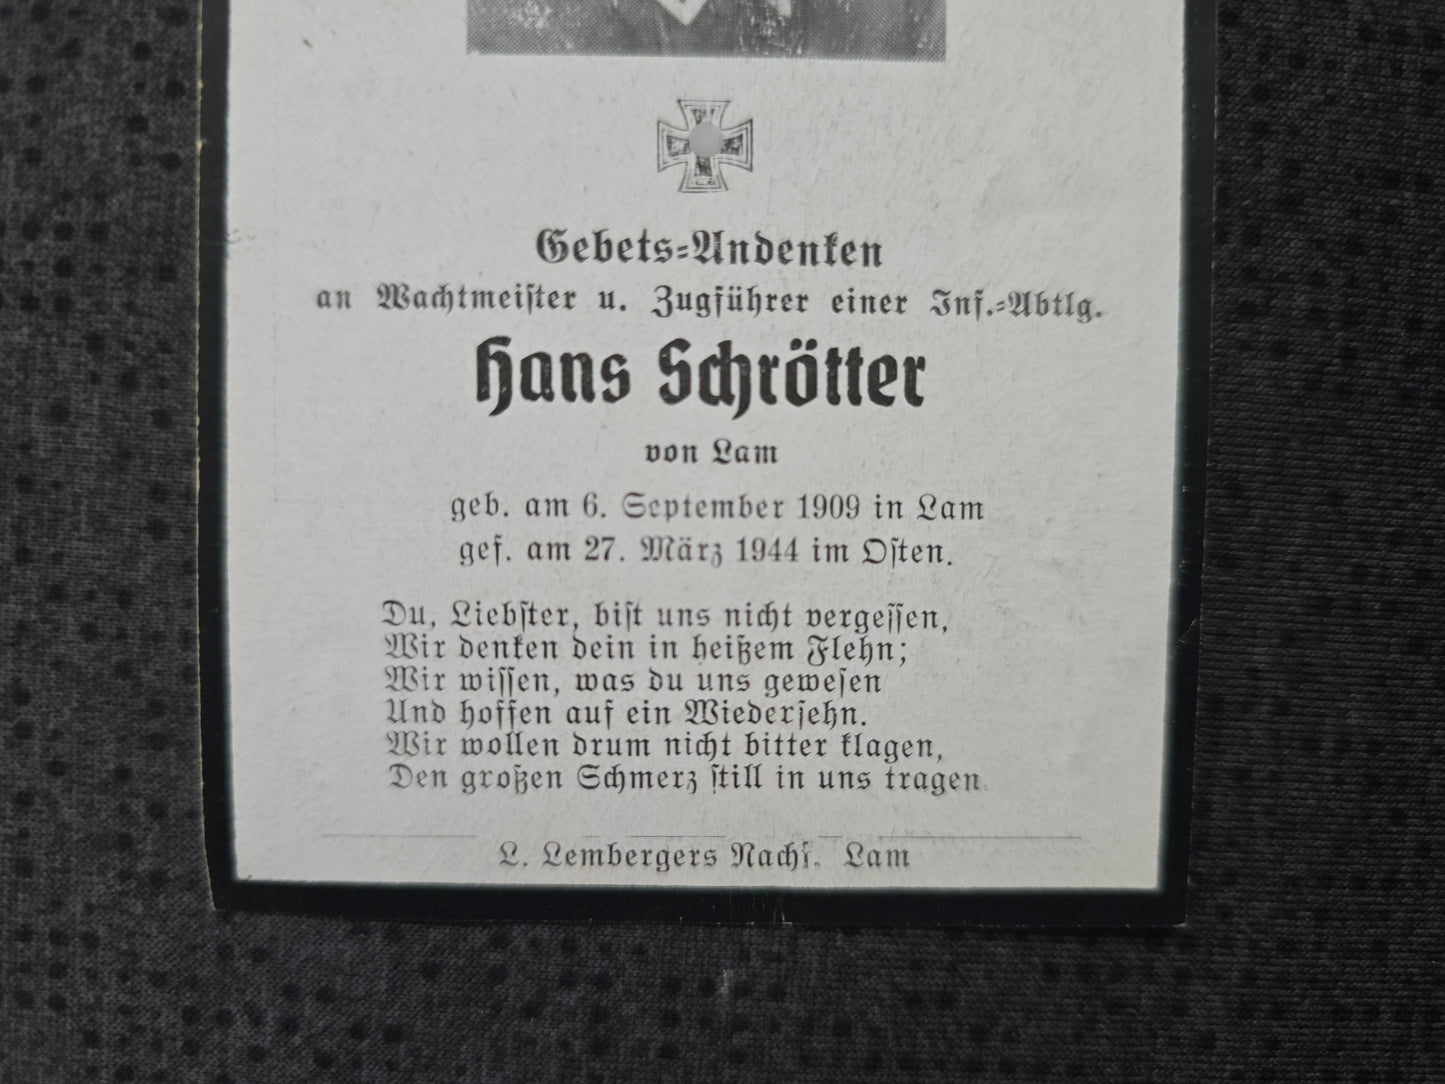 Gebets=Andenken
an Wachtmeister u. Zugführer einer Inf.=Abtlg.
Hans Schrötter
von Lam
geb. am 6. September 1909 in Lam
gef. am 27. März 1944 im Osten.
Du, Liebster, bist uns nicht vergessen,
Wir denken dein in heißem Flehn;
Wir wissen, was du uns gewesen
Und hoffen auf ein Wiedersehn.
Wir wollen drum nicht bitter klagen,
Den großen Schmerz still in uns tragen.
L. Lembergers Nachf. Lam